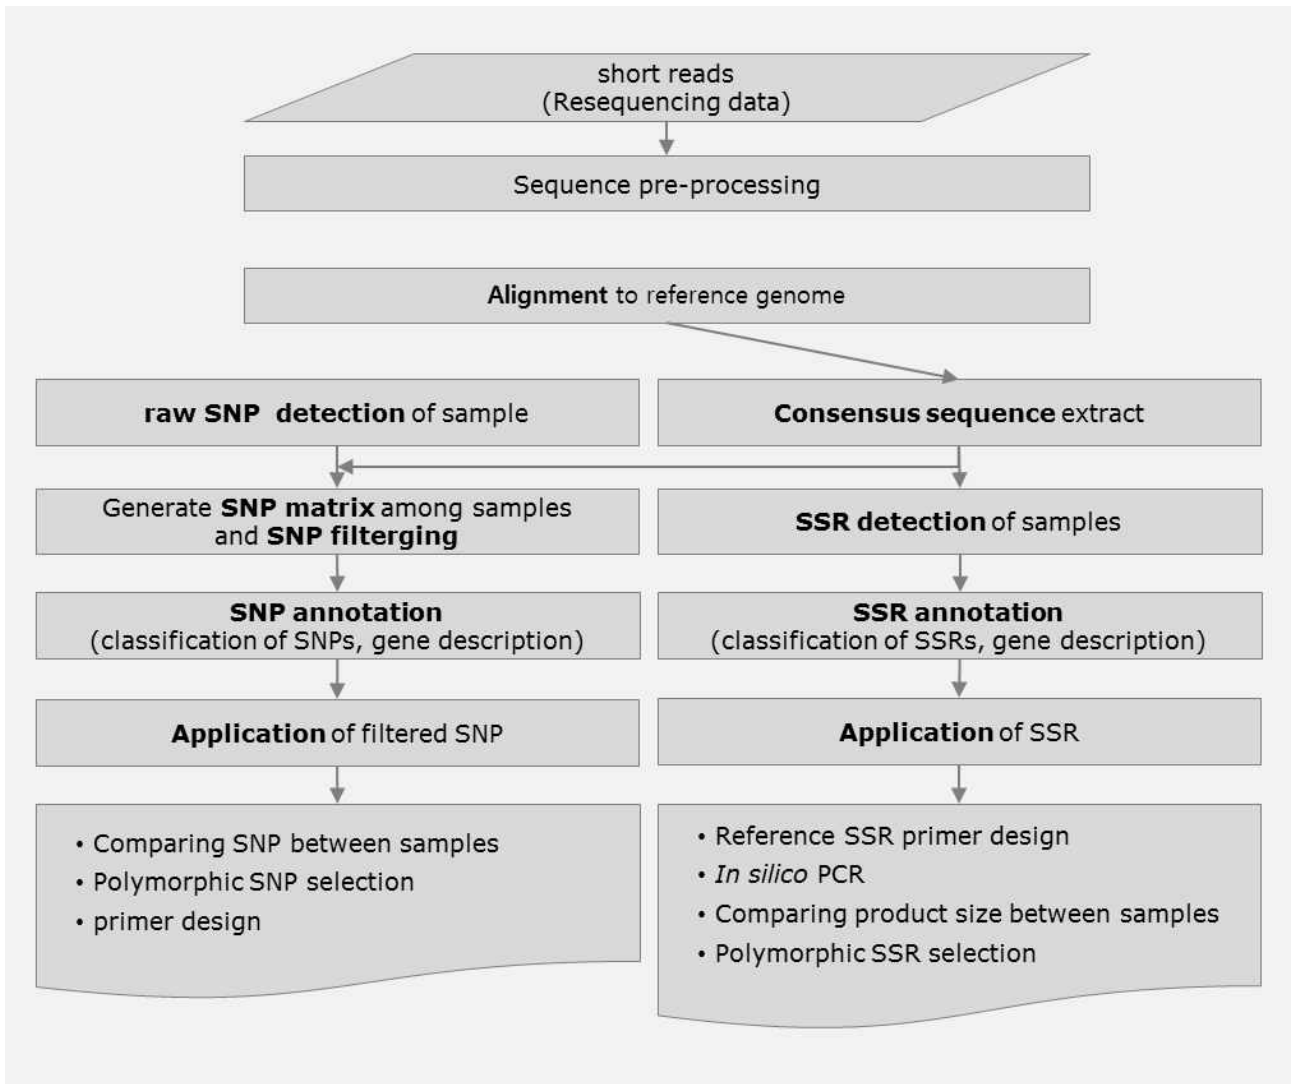 short reads
(Resequencing data)
Sequence pre-processing
Alignment to reference genome
raw SNP detection of sample
Consensus sequence extract
Generate SNP matrix among samples
and SNP filterging
SSR detection of samples
SNP annotation
(classification of SNPs, gene description)
SSR annotation
(classification of SSRs, gene description)
Application of filtered SNP
Application of SSR
• Comparing SNP between samples
• Polymorphic SNP selection
• primer design
• Reference SSR primer design
• In silico PCR
• Comparing product size between samples
• Polymorphic SSR selection